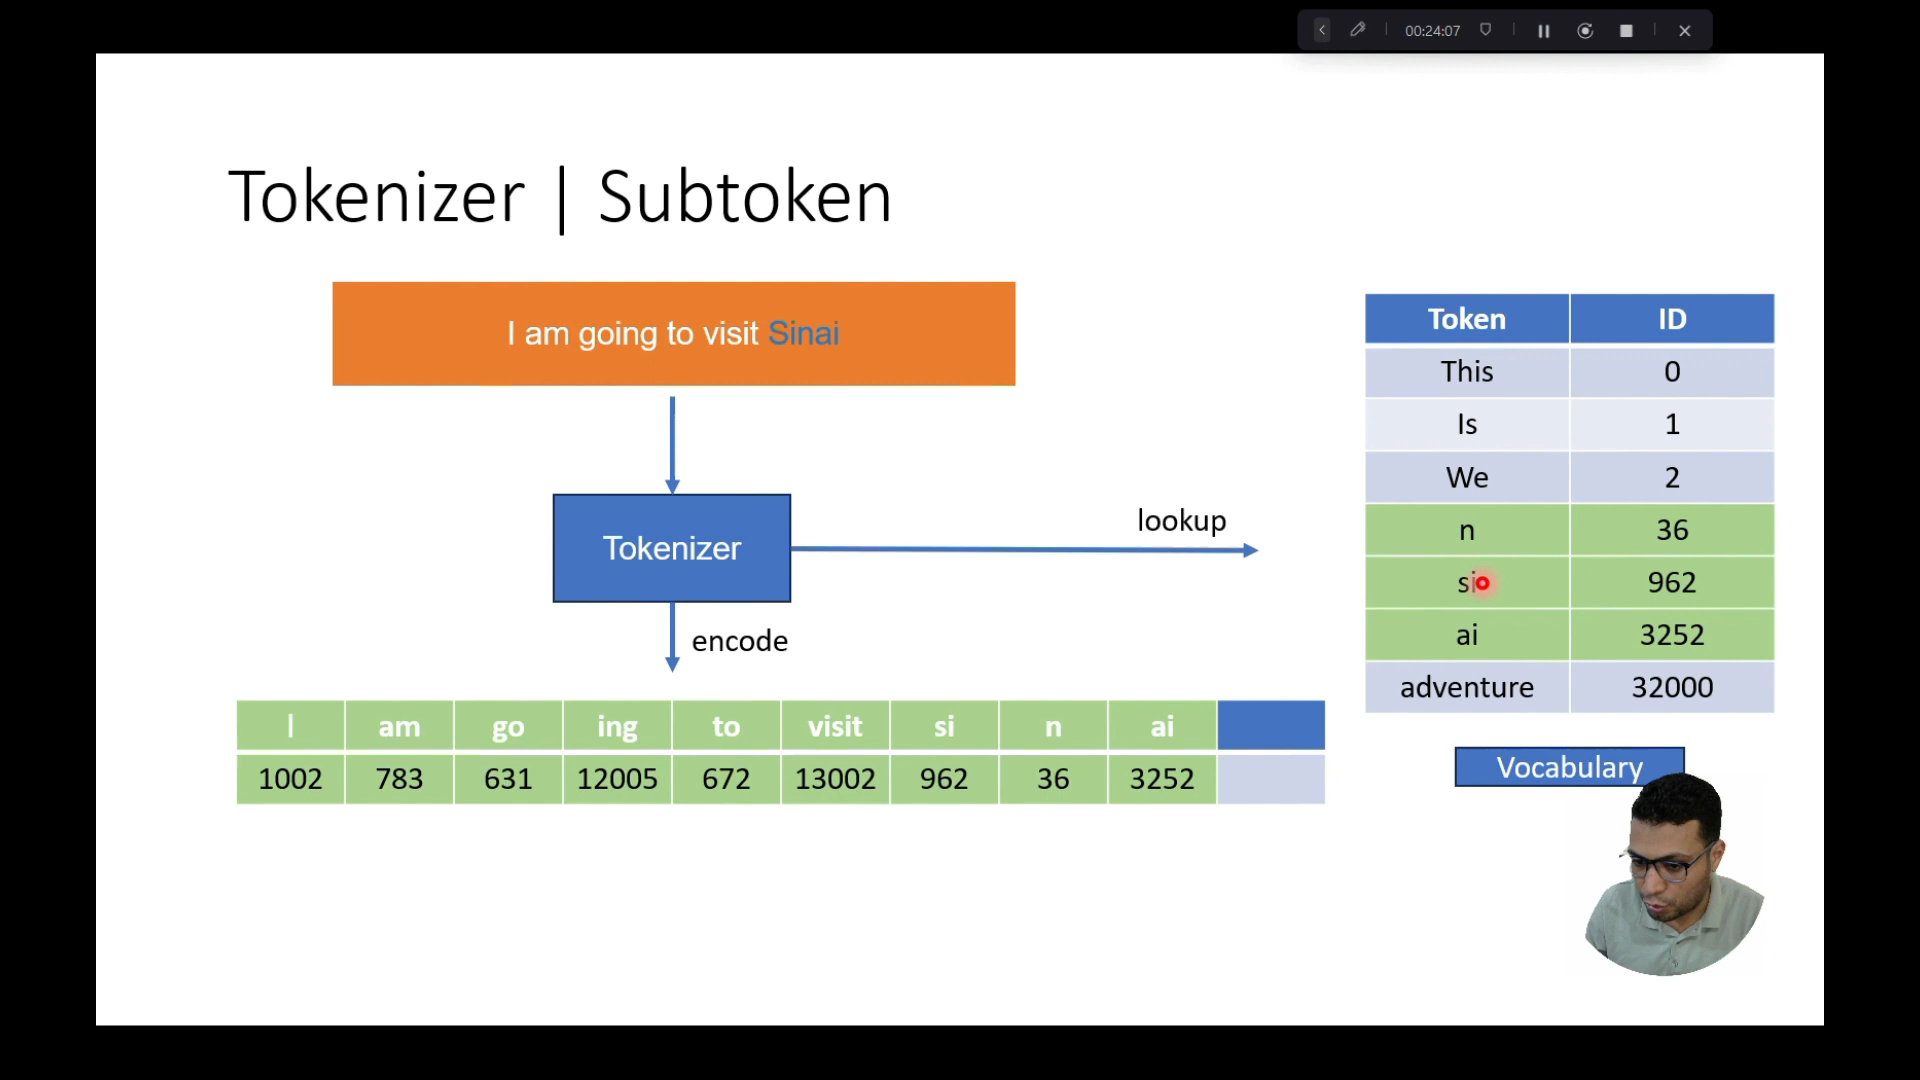 00:24:07
Tokenizer | Subtoken
I am going to visit Sinai
Tokenizer
lookup
encode
I am go ing to visit si n ai
1002 783 631 12005 672 13002 962 36 3252
Token ID
This 0
Is 1
We 2
n 36
si 962
ai 3252
adventure 32000
Vocabulary